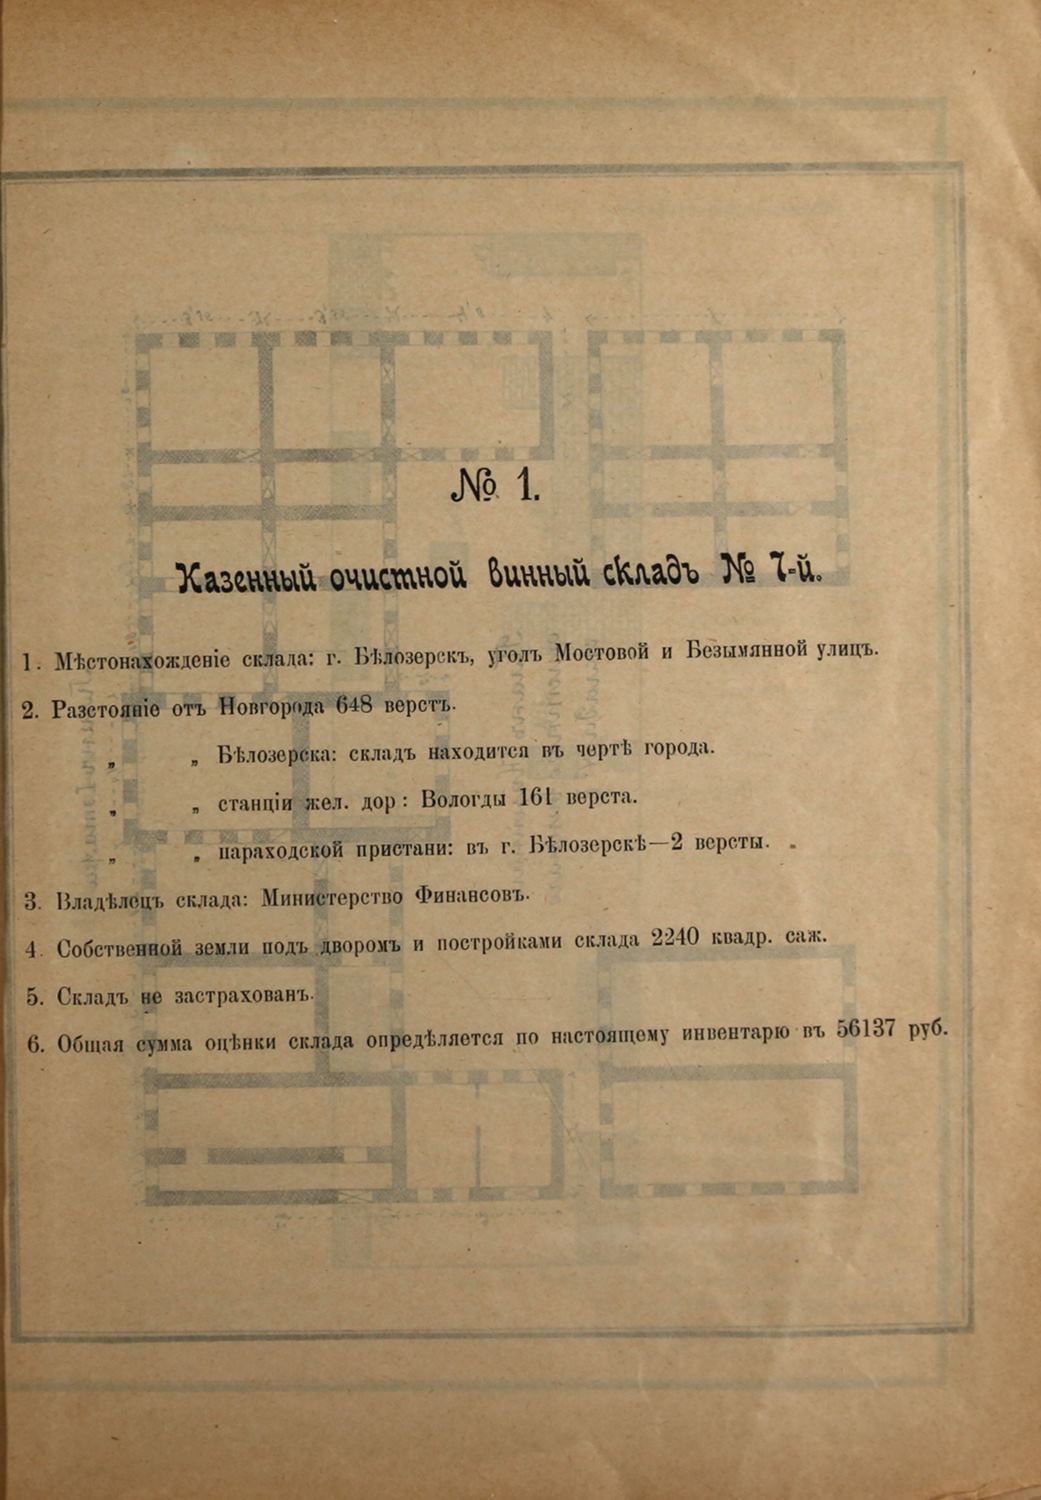 № 1.
Казенный очистной винный складъ № 7-й.
1. Мѣстонахожденіе склада: г. Бѣлозерскъ, уголъ Мостовой и Безымянной улицъ.
2. Разстояніе отъ Новгорода 648 верстъ.
„ „ Бѣлозерска: складъ находится въ чертѣ города.
„ „ станціи жел. дор: Вологды 161 верста.
„ „ параходской пристани: въ г. Бѣлозерскѣ—2 версты.
3. Владѣлецъ склада: Министерство Финансовъ.
4. Собственной земли подъ дворомъ и постройками склада 2240 квадр. саж.
5. Складъ не застрахованъ.
6. Общая сумма оцѣнки склада опредѣляется по настоящему инвентарю въ 56137 руб.